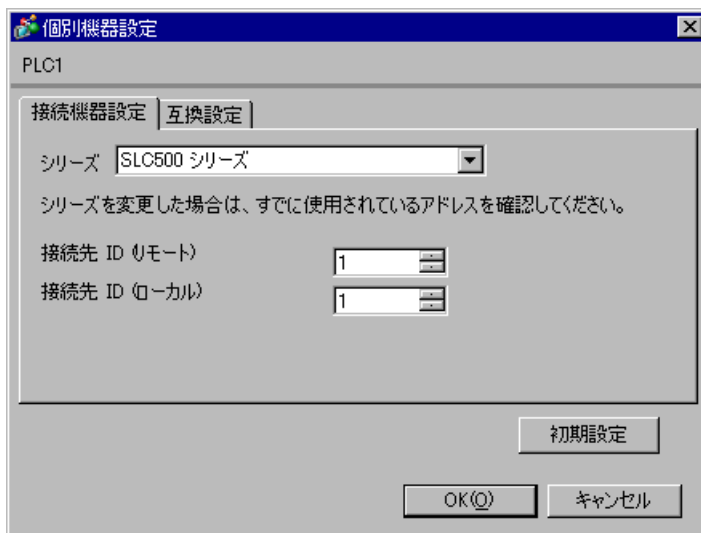 個別機器設定
PLC1
接続機器設定 互換設定
シリーズ SLC500 シリーズ
シリーズを変更した場合は、すでに使用されているアドレスを確認してください。
接続先 ID (リモート) 1
接続先 ID (ローカル) 1
初期設定
OK(O) キャンセル